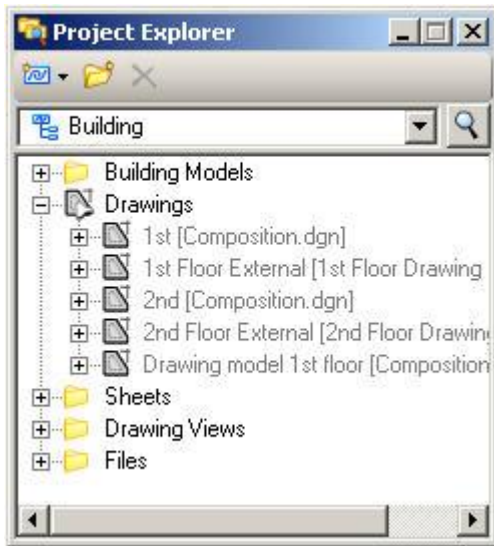 Project Explorer
Building
Building Models
Drawings
1st [Composition.dgn]
1st Floor External [1st Floor Drawing
2nd [Composition.dgn]
2nd Floor External [2nd Floor Drawin
Drawing model 1st floor [Composition
Sheets
Drawing Views
Files